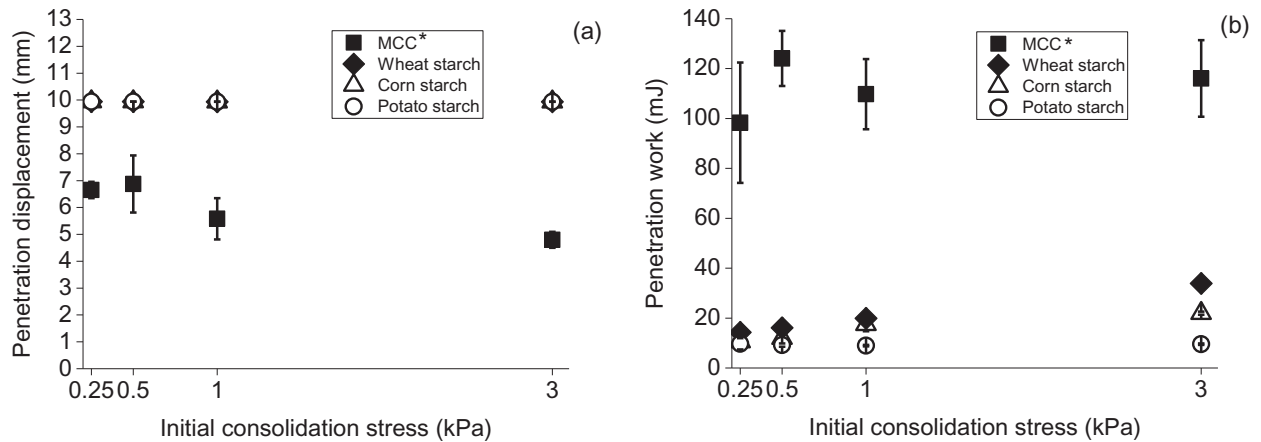 (a)
Penetration displacement (mm)
13
12
11
10
9
8
7
6
5
4
3
2
1
0
MCC*
Wheat starch
Corn starch
Potato starch
0.25 0.5 1 3
Initial consolidation stress (kPa)
(b)
Penetration work (mJ)
140
120
100
80
60
40
20
0
MCC*
Wheat starch
Corn starch
Potato starch
0.25 0.5 1 3
Initial consolidation stress (kPa)